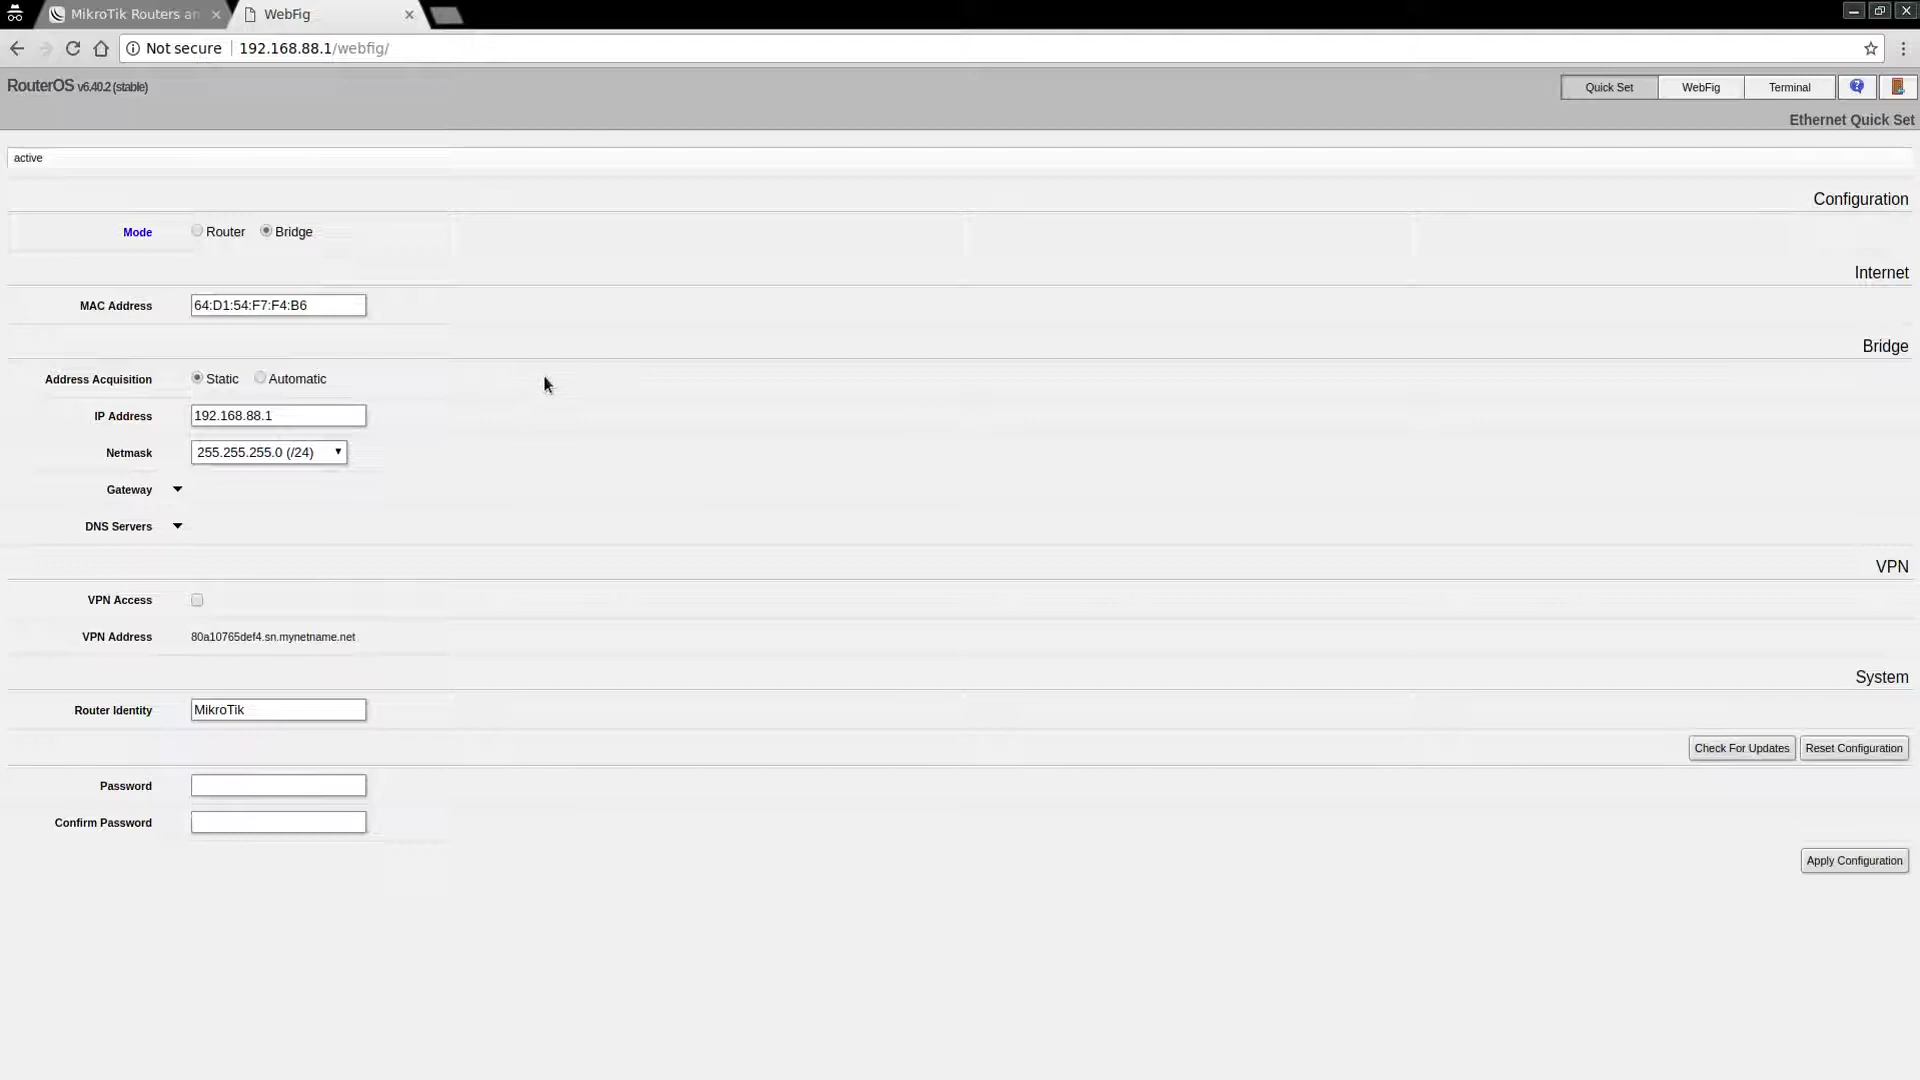 MikroTik Routers an
WebFig
Not secure 192.168.88.1/webfig/
RouterOS v6.40.2 (stable)
Quick Set WebFig Terminal
Ethernet Quick Set
active
Configuration
Mode Router Bridge
Internet
MAC Address 64:D1:54:F7:F4:B6
Bridge
Address Acquisition Static Automatic
IP Address 192.168.88.1
Netmask 255.255.255.0 (/24)
Gateway
DNS Servers
VPN
VPN Access
VPN Address 80a10765def4.sn.mynetname.net
System
Router Identity MikroTik
Check For Updates Reset Configuration
Password
Confirm Password
Apply Configuration